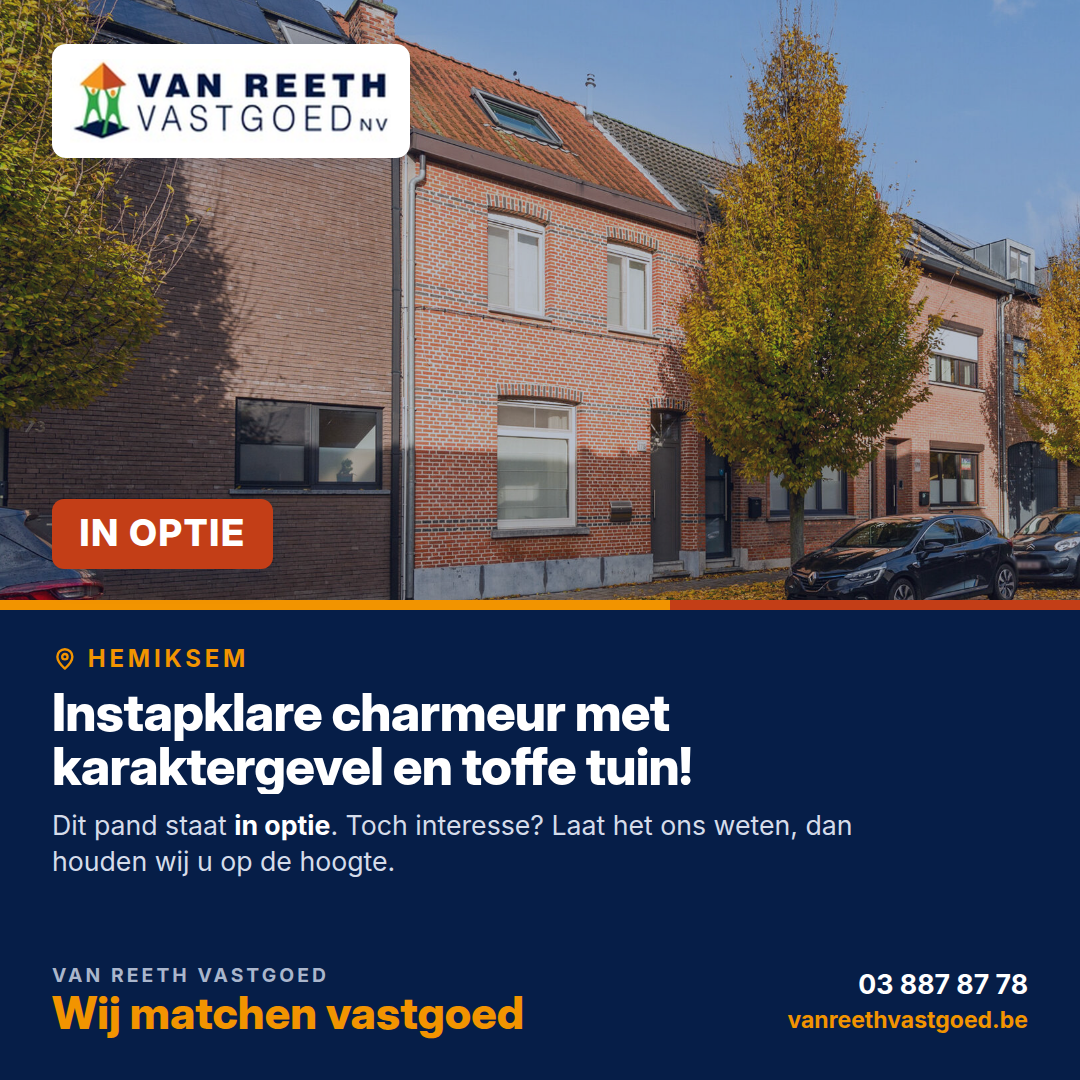 VAN REETH
VASTGOED NV
73
IN OPTIE
HEMIKSEM
Instapklare charmeur met
karaktergevel en toffe tuin!
Dit pand staat in optie. Toch interesse? Laat het ons weten, dan
houden wij u op de hoogte.
VAN REETH VASTGOED
Wij matchen vastgoed
03 887 87 78
vanreethvastgoed.be